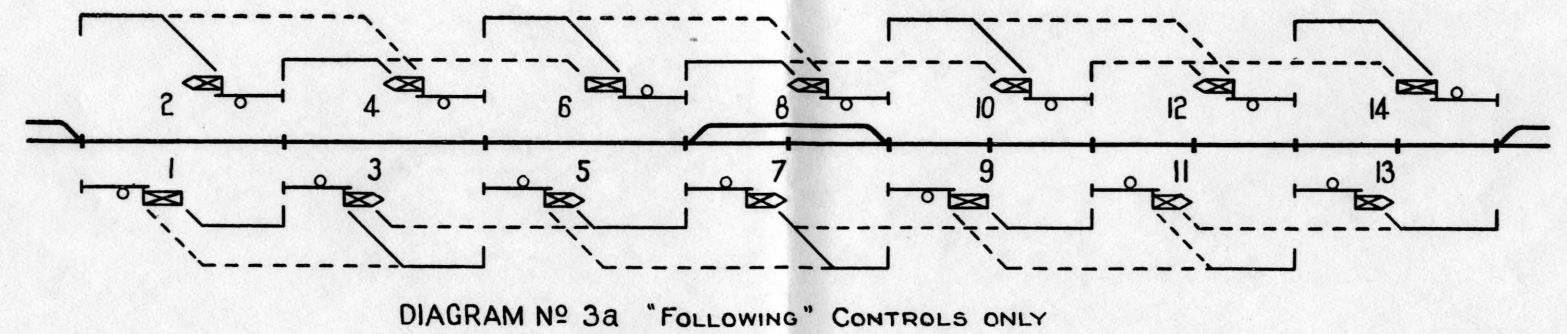 2 4 6 8 10 12 14
1 3 5 7 9 11 13
DIAGRAM Nº 3a "FOLLOWING" CONTROLS ONLY